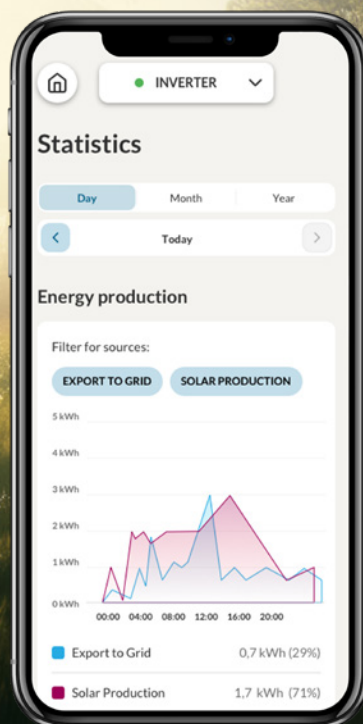 INVERTER
Statistics
Day Month Year
Today
Energy production
Filter for sources:
EXPORT TO GRID SOLAR PRODUCTION
5 kWh
4 kWh
3 kWh
2 kWh
1 kWh
0 kWh
00:00 04:00 08:00 12:00 16:00 20:00
Export to Grid 0,7 kWh (29%)
Solar Production 1,7 kWh (71%)